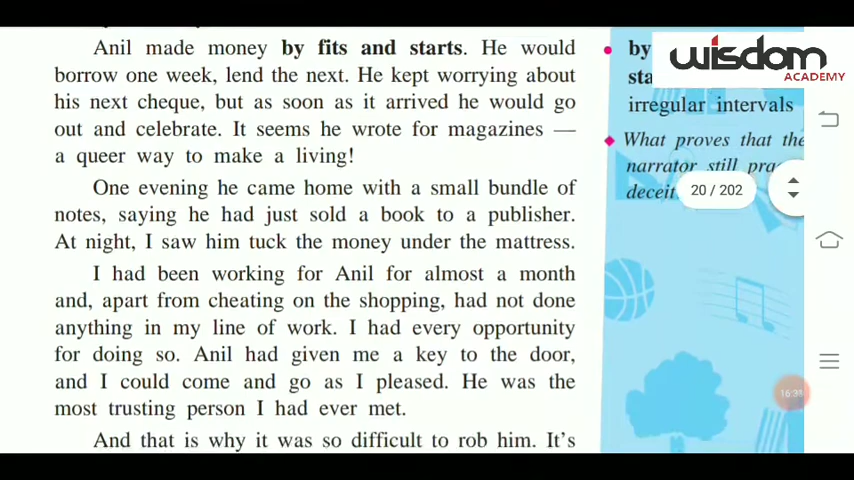 Anil made money by fits and starts. He would
borrow one week, lend the next. He kept worrying about
his next cheque, but as soon as it arrived he would go
out and celebrate. It seems he wrote for magazines —
a queer way to make a living!
One evening he came home with a small bundle of
notes, saying he had just sold a book to a publisher.
At night, I saw him tuck the money under the mattress.
I had been working for Anil for almost a month
and, apart from cheating on the shopping, had not done
anything in my line of work. I had every opportunity
for doing so. Anil had given me a key to the door,
and I could come and go as I pleased. He was the
most trusting person I had ever met.
And that is why it was so difficult to rob him. It's
by
irregular intervals
What proves that the
narrator still
wisdom
ACADEMY
20 / 202